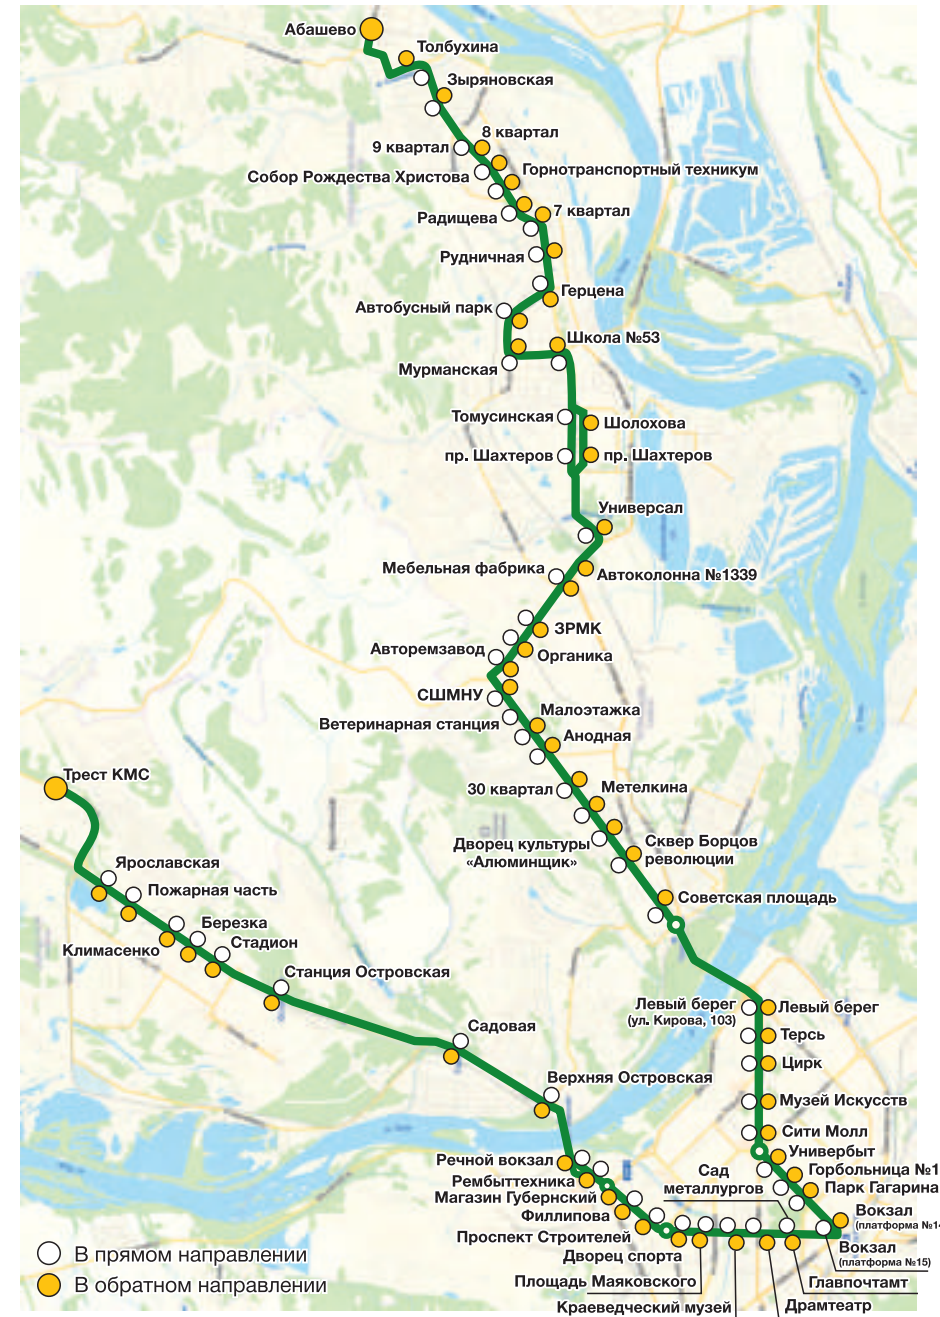 Абашево
Толбухина
Зыряновская
8 квартал
9 квартал
Горнотранспортный техникум
Собор Рождества Христова
7 квартал
Радищева
Рудничная
Герцена
Автобусный парк
Школа №53
Мурманская
Томусинская
Шолохова
пр. Шахтеров
пр. Шахтеров
Универсал
Мебельная фабрика
Автоколонна №1339
ЗРМК
Авторемзавод
Органика
СШМНУ
Малоэтажка
Ветеринарная станция
Анодная
Трест КМС
30 квартал
Метелкина
Дворец культуры
«Алюминщик»
Сквер Борцов
революции
Ярославская
Пожарная часть
Советская площадь
Березка
Климасенко
Стадион
Станция Островская
Левый берег
(ул. Кирова, 103)
Левый берег
Садовая
Терсь
Цирк
Верхняя Островская
Музей Искусств
Сити Молл
Универбыт
Речной вокзал
Горбольница №1
Сад
металлургов
Рембыттехника
Парк Гагарина
Магазин Губернский
Филиппова
Вокзал
(платформа №14
Проспект Строителей
Дворец спорта
Вокзал
(платформа №15)
В прямом направлении
Площадь Маяковского
Главпочтамт
В обратном направлении
Краеведческий музей
Драмтеатр